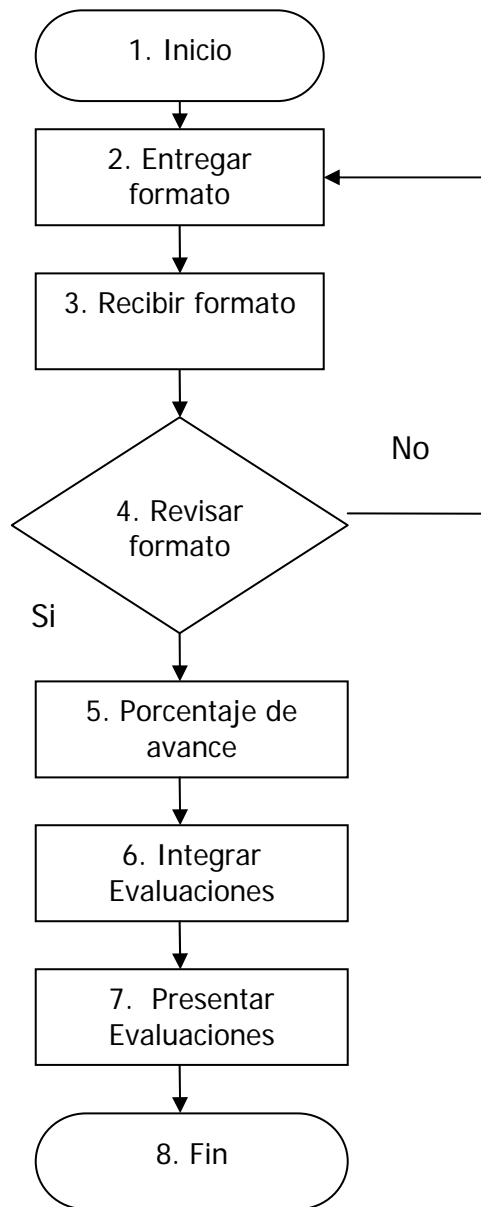 1. Inicio
2. Entregar
formato
3. Recibir formato
No
4. Revisar
formato
Si
5. Porcentaje de
avance
6. Integrar
Evaluaciones
7. Presentar
Evaluaciones
8. Fin